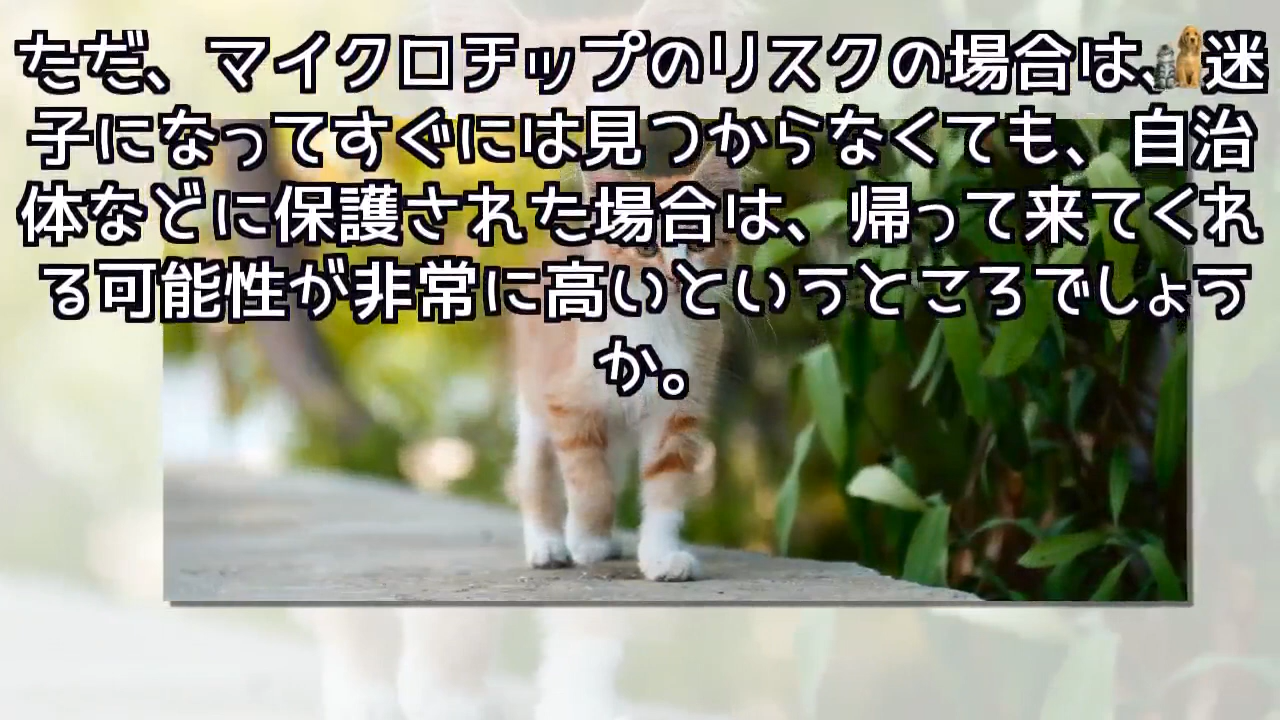 ただ、マイクロチップのリスクの場合は、迷
子になってすぐには見つからなくても、自治
体などに保護された場合は、帰って来てくれ
る可能性が非常に高いというところでしょう
か。